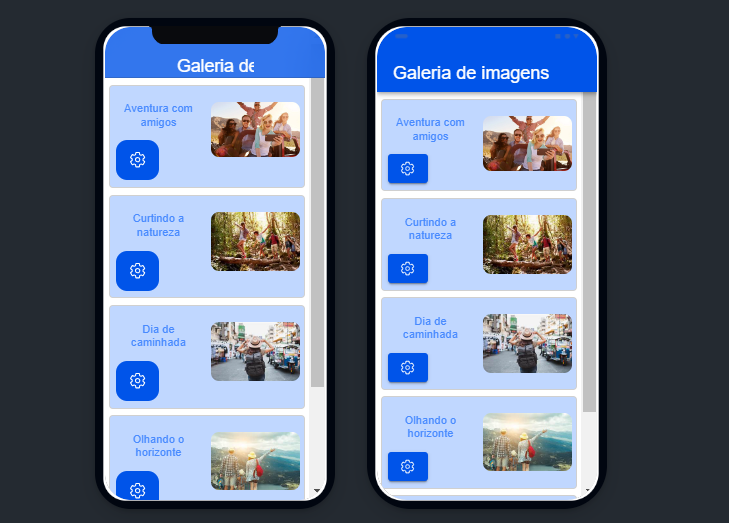 Galeria de
Aventura com
amigos
Curtindo a
natureza
Dia de
caminhada
Olhando o
horizonte
Galeria de imagens
Aventura com
amigos
Curtindo a
natureza
Dia de
caminhada
Olhando o
horizonte